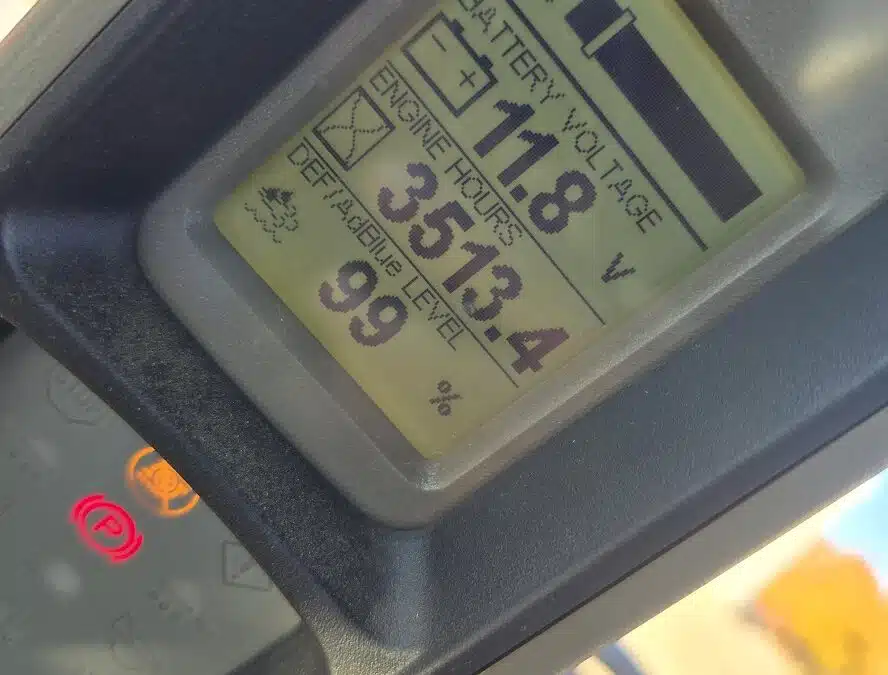 BATTERY VOLTAGE
11.8 V
ENGINE HOURS
3513.4
DEF/AdBlue LEVEL
99 %
P